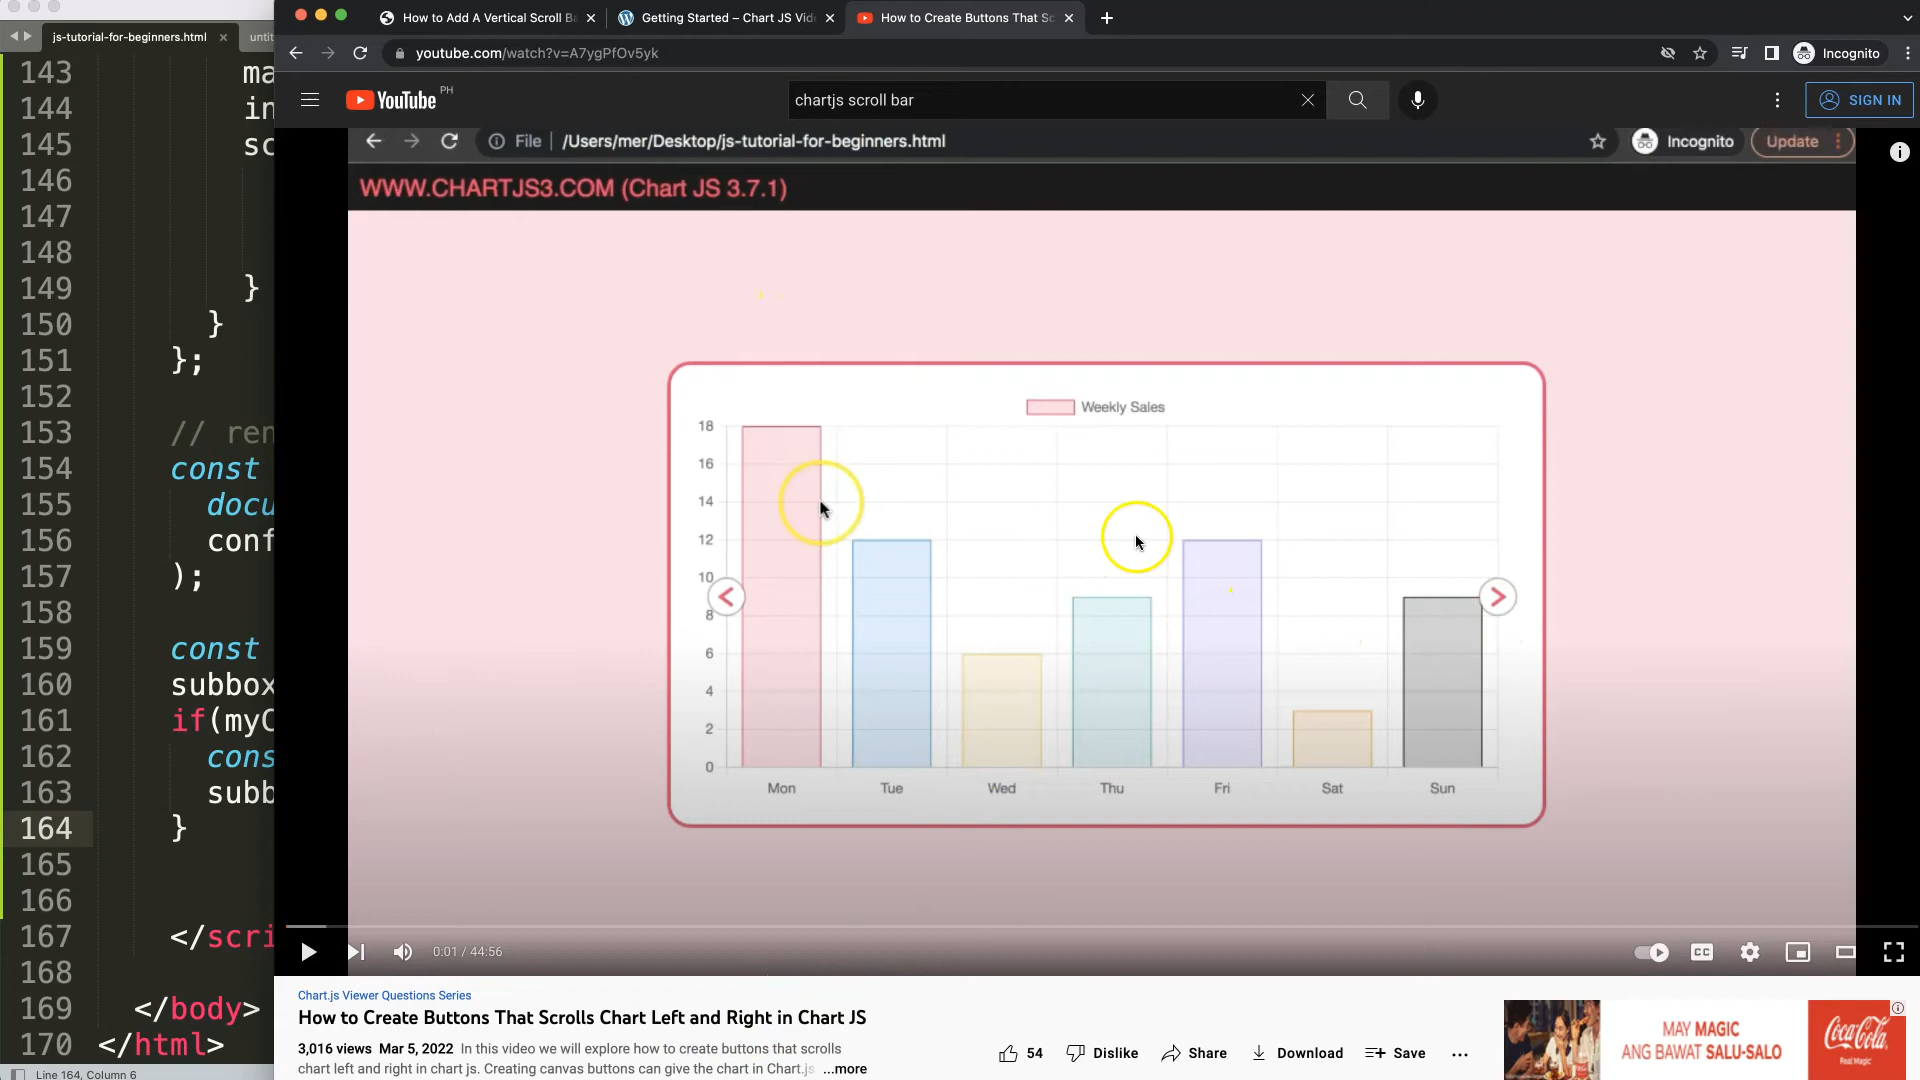 How to Add A Vertical Scroll Ba
Getting Started – Chart JS Vid
How to Create Buttons That Sc
js-tutorial-for-beginners.html
unti
youtube.com/watch?v=A7ygPfOv5yk
Incognito
YouTube PH
chartjs scroll bar
SIGN IN
File /Users/mer/Desktop/js-tutorial-for-beginners.html
Incognito
Update
WWW.CHARTJS3.COM (Chart JS 3.7.1)
143 ma
144 in
145 sc
146
147
148
149 }
150 }
151 };
152
153 // ren
154 const
155 docu
156 conf
157 );
158
159 const
160 subbox
161 if(myC
162 cons
163 subb
164 }
165
166
167 </scri
168
169 </body>
170 </html>
Line 164, Column 6
Weekly Sales
18
16
14
12
10
8
6
4
2
0
Mon Tue Wed Thu Fri Sat Sun
0:01 / 44:56
CC
Chart.js Viewer Questions Series
How to Create Buttons That Scrolls Chart Left and Right in Chart JS
3,016 views Mar 5, 2022 In this video we will explore how to create buttons that scrolls
chart left and right in chart js. Creating canvas buttons can give the chart in Chart.js ...more
54 Dislike Share Download Save
MAY MAGIC
ANG BAWAT SALU-SALO
Coca-Cola
Real Magic